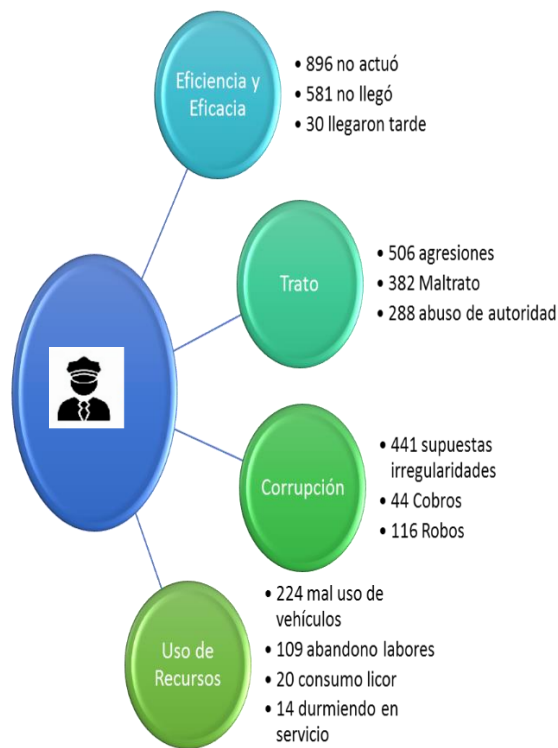 Eficiencia y
Eficacia
• 896 no actuó
• 581 no llegó
• 30 llegaron tarde
Trato
• 506 agresiones
• 382 Maltrato
• 288 abuso de autoridad
Corrupción
• 441 supuestas
irregularidades
• 44 Cobros
• 116 Robos
Uso de
Recursos
• 224 mal uso de
vehículos
• 109 abandono labores
• 20 consumo licor
• 14 durmiendo en
servicio